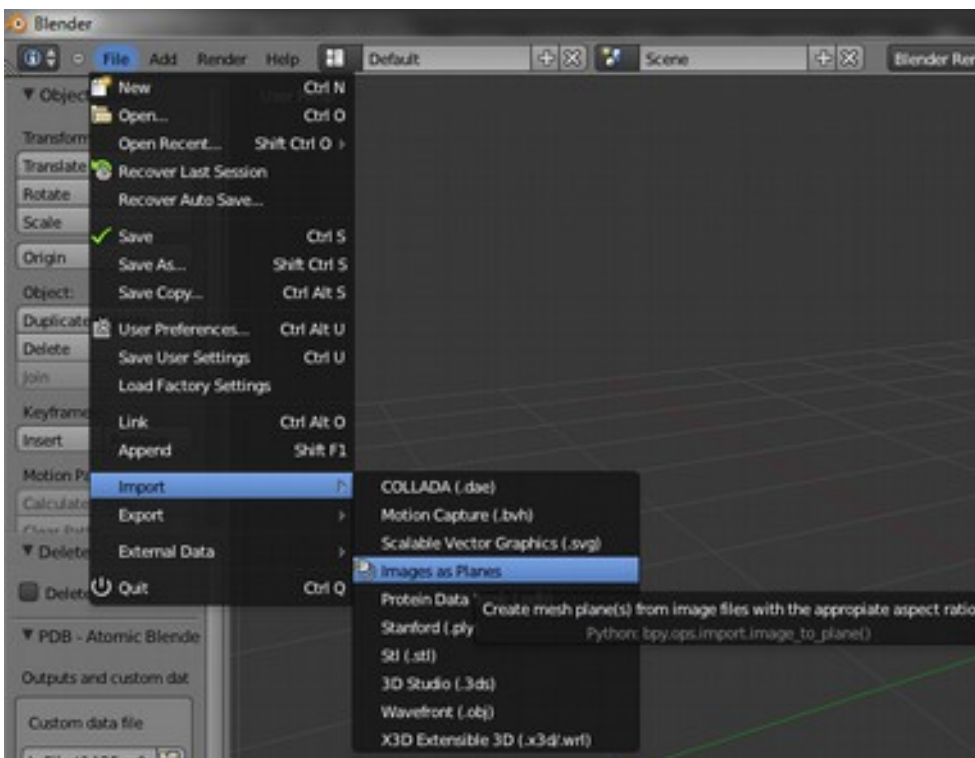 Blender
File Add Render Help Default Scene Blender Ren
New Ctrl N
Open... Ctrl O
Open Recent... Shift Ctrl O
Recover Last Session
Recover Auto Save...
Save Ctrl S
Save As... Shift Ctrl S
Save Copy... Ctrl Alt S
User Preferences... Ctrl Alt U
Save User Settings Ctrl U
Load Factory Settings
Link Ctrl Alt O
Append Shift F1
Import
Export
External Data
Quit Ctrl Q
COLLADA (.dae)
Motion Capture (.bvh)
Scalable Vector Graphics (.svg)
Images as Planes
Protein Data
Stanford (.ply
Stl (.stl)
3D Studio (.3ds)
Wavefront (.obj)
X3D Extensible 3D (.x3d/.wrl)
Create mesh plane(s) from image files with the appropiate aspect ratio
Python: bpy.ops.import.image_to_plane()
Object
Transform
Translate
Rotate
Scale
Origin
Object:
Duplicate
Delete
Join
Keyframe
Insert
Motion Pa
Calculate
Delete
Delete
PDB - Atomic Blende
Outputs and custom dat
Custom data file